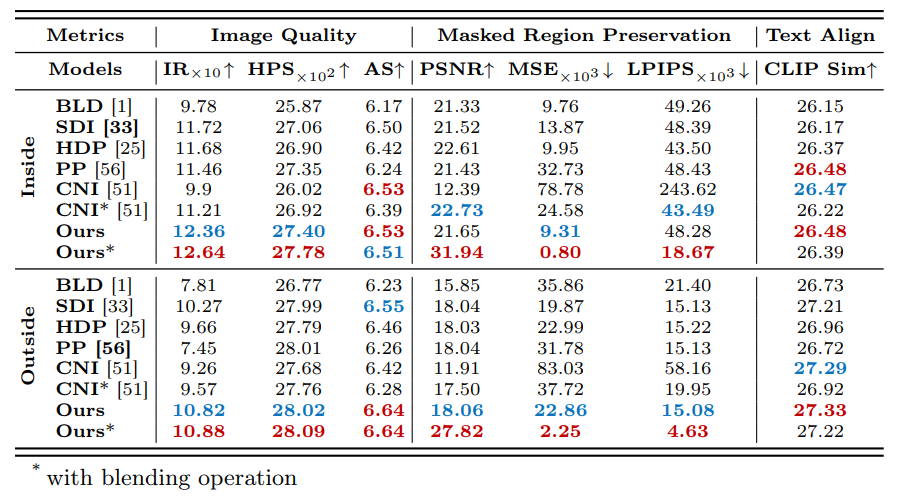 Metrics Image Quality Masked Region Preservation Text Align
Models IR×10↑ HPS×10²↑ AS↑ PSNR↑ MSE×10³↓ LPIPS×10³↓ CLIP Sim↑
Inside
BLD [1] 9.78 25.87 6.17 21.33 9.76 49.26 26.15
SDI [33] 11.72 27.06 6.50 21.52 13.87 48.39 26.17
HDP [25] 11.68 26.90 6.42 22.61 9.95 43.50 26.37
PP [56] 11.46 27.35 6.24 21.43 32.73 48.43 26.48
CNI [51] 9.9 26.02 6.53 12.39 78.78 243.62 26.47
CNI* [51] 11.21 26.92 6.39 22.73 24.58 43.49 26.22
Ours 12.36 27.40 6.53 21.65 9.31 48.28 26.48
Ours* 12.64 27.78 6.51 31.94 0.80 18.67 26.39
Outside
BLD [1] 7.81 26.77 6.23 15.85 35.86 21.40 26.73
SDI [33] 10.27 27.99 6.55 18.04 19.87 15.13 27.21
HDP [25] 9.66 27.79 6.46 18.03 22.99 15.22 26.96
PP [56] 7.45 28.01 6.26 18.04 31.78 15.13 26.72
CNI [51] 9.26 27.68 6.42 11.91 83.03 58.16 27.29
CNI* [51] 9.57 27.76 6.28 17.50 37.72 19.95 26.92
Ours 10.82 28.02 6.64 18.06 22.86 15.08 27.33
Ours* 10.88 28.09 6.64 27.82 2.25 4.63 27.22
* with blending operation